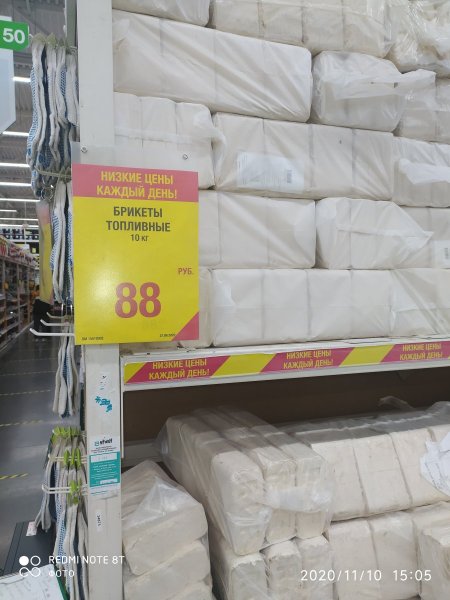 50
НИЗКИЕ ЦЕНЫ
КАЖДЫЙ ДЕНЬ!
БРИКЕТЫ
ТОПЛИВНЫЕ
10 кг
РУБ.
88
НИЗКИЕ ЦЕНЫ
КАЖДЫЙ ДЕНЬ!
НИЗКИЕ ЦЕНЫ
КАЖДЫЙ ДЕНЬ!
НИЗКИЕ ЦЕНЫ
КАЖДЫЙ ДЕНЬ!
REDMI NOTE 8T
ФОТО
2020/11/10 15:05